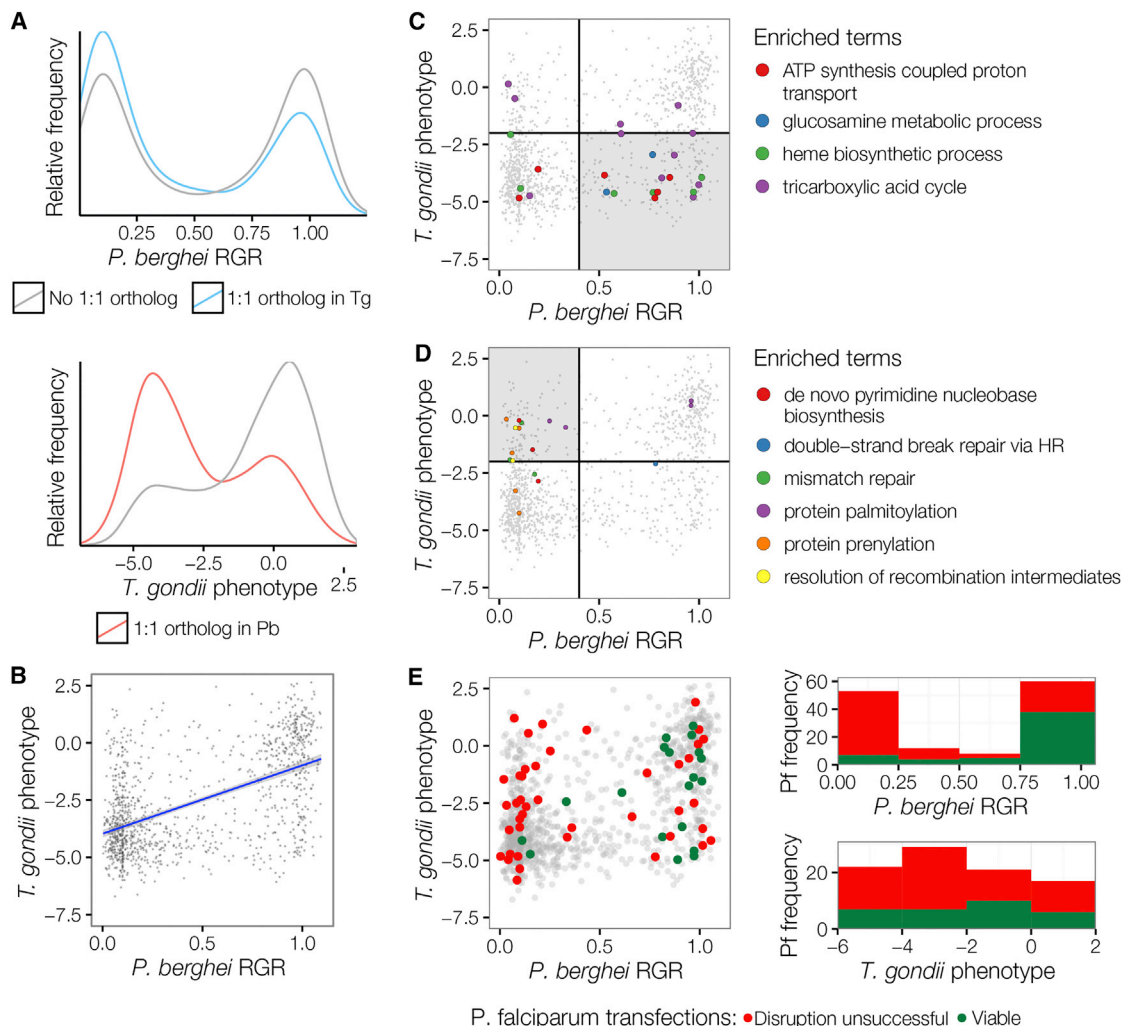 A
Relative frequency
0.25 0.50 0.75 1.00
P. berghei RGR
No 1:1 ortholog
1:1 ortholog in Tg
Relative frequency
−5.0 −2.5 0.0 2.5
T. gondii phenotype
1:1 ortholog in Pb
B
T. gondii phenotype
2.5
0.0
−2.5
−5.0
−7.5
0.0 0.5 1.0
P. berghei RGR
C
T. gondii phenotype
2.5
0.0
−2.5
−5.0
−7.5
0.0 0.5 1.0
P. berghei RGR
Enriched terms
ATP synthesis coupled proton
transport
glucosamine metabolic process
heme biosynthetic process
tricarboxylic acid cycle
D
T. gondii phenotype
2.5
0.0
−2.5
−5.0
−7.5
0.0 0.5 1.0
P. berghei RGR
Enriched terms
de novo pyrimidine nucleobase
biosynthesis
double−strand break repair via HR
mismatch repair
protein palmitoylation
protein prenylation
resolution of recombination intermediates
E
T. gondii phenotype
2.5
0.0
−2.5
−5.0
−7.5
0.0 0.5 1.0
P. berghei RGR
Pf frequency
60
40
20
0
0.00 0.25 0.50 0.75 1.00
P. berghei RGR
Pf frequency
20
0
−6 −4 −2 0 2
T. gondii phenotype
P. falciparum transfections: Disruption unsuccessful Viable